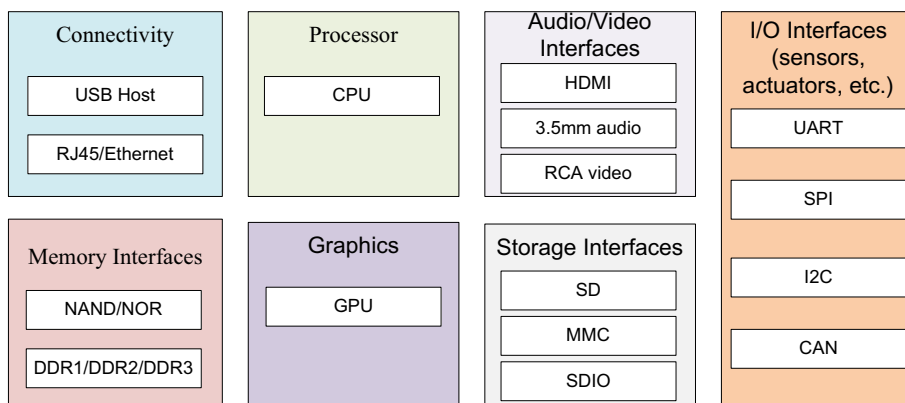 Connectivity
USB Host
RJ45/Ethernet
Processor
CPU
Audio/Video
Interfaces
HDMI
3.5mm audio
RCA video
I/O Interfaces
(sensors,
actuators, etc.)
UART
SPI
I2C
CAN
Memory Interfaces
NAND/NOR
DDR1/DDR2/DDR3
Graphics
GPU
Storage Interfaces
SD
MMC
SDIO